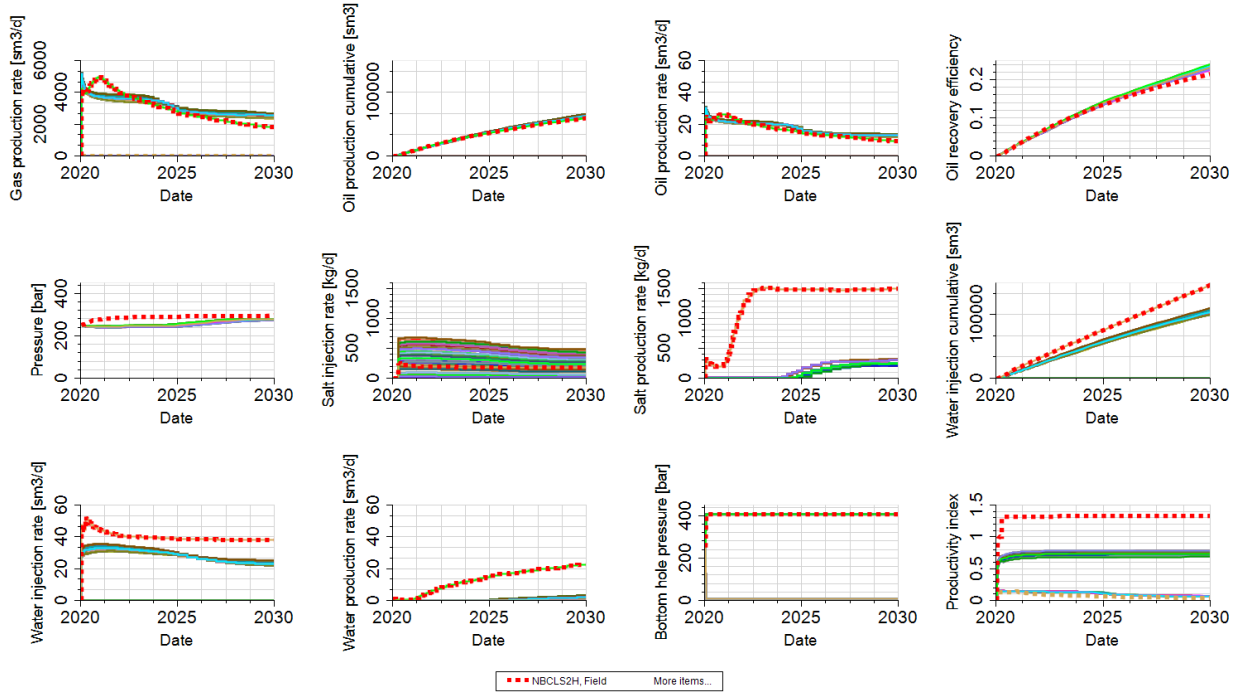 Gas production rate [sm3/d]
6000
4000
2000
0
2020
2025
2030
Date
Oil production cumulative [sm3]
100000
0
2020
2025
2030
Date
Oil production rate [sm3/d]
60
40
20
0
2020
2025
2030
Date
Oil recovery efficiency
0.2
0.1
0
2020
2025
2030
Date
Pressure [bar]
400
200
0
2020
2025
2030
Date
Salt injection rate [kg/d]
1500
1000
500
0
2020
2025
2030
Date
Salt production rate [kg/d]
1500
1000
500
0
2020
2025
2030
Date
Water injection cumulative [sm3]
100000
0
2020
2025
2030
Date
Water injection rate [sm3/d]
60
40
20
0
2020
2025
2030
Date
Water production rate [sm3/d]
60
40
20
0
2020
2025
2030
Date
Bottom hole pressure [bar]
400
200
0
2020
2025
2030
Date
Productivity index
1.5
1
0.5
0
2020
2025
2030
Date
NBCLS2H, Field
More items...